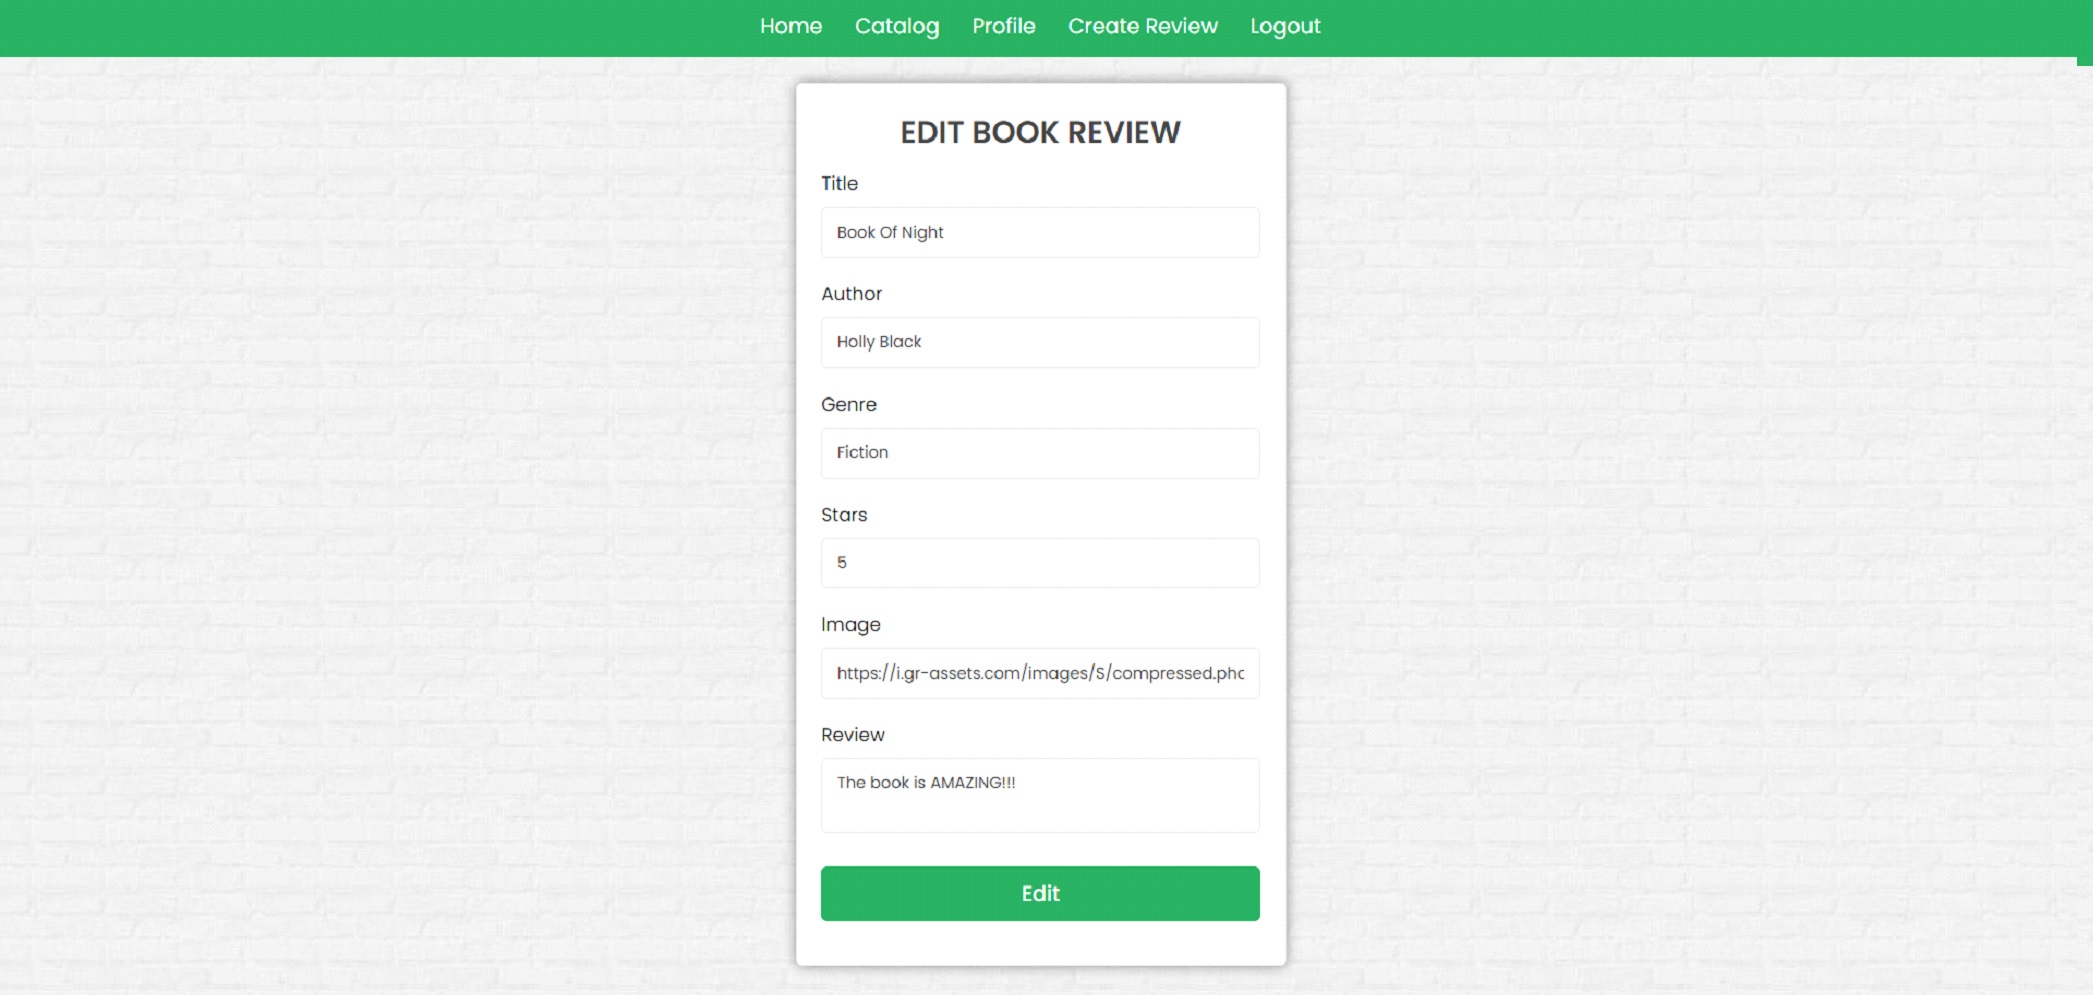 Home Catalog Profile Create Review Logout
EDIT BOOK REVIEW
Title
Book Of Night
Author
Holly Black
Genre
Fiction
Stars
5
Image
https://i.gr-assets.com/images/S/compressed.phc
Review
The book is AMAZING!!!
Edit